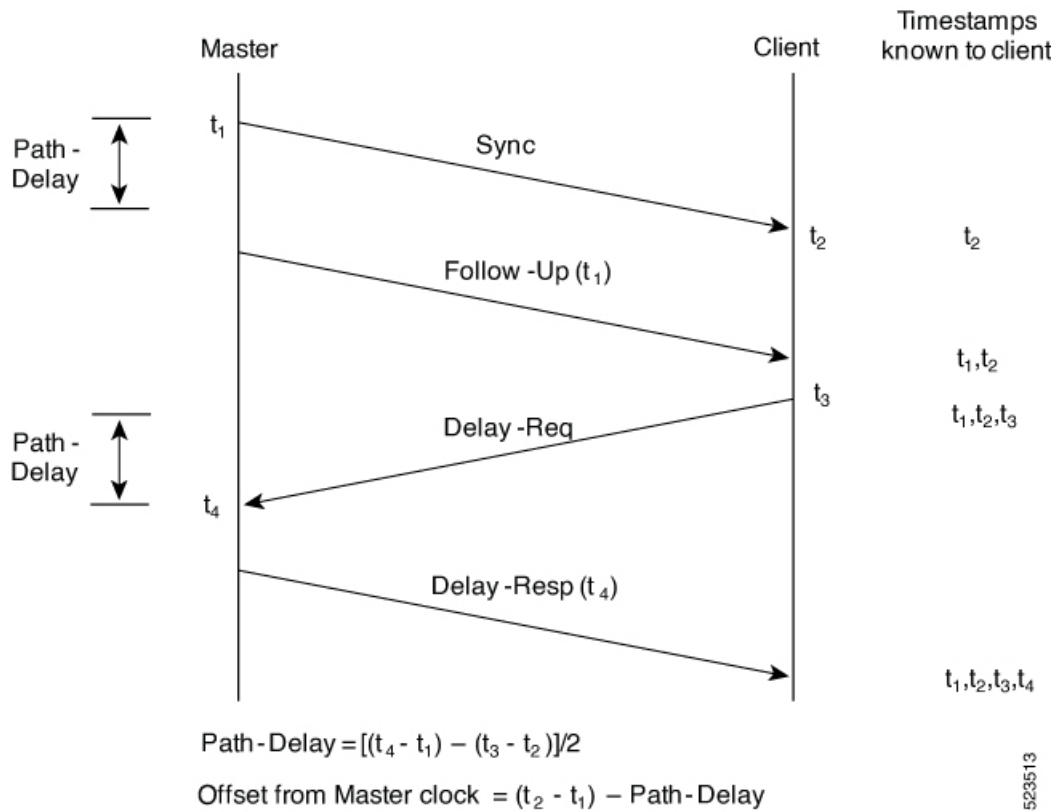 Timestamps
known to client
Master
Client
t₁
Path -
Delay
Sync
t₂
t₂
Follow -Up (t₁)
t₁,t₂
t₃
t₁,t₂,t₃
Delay -Req
Path -
Delay
t₄
Delay -Resp (t₄)
t₁,t₂,t₃,t₄
Path-Delay = [(t₄ - t₁) – (t₃ - t₂)]/2
Offset from Master clock = (t₂ - t₁) – Path-Delay
523513